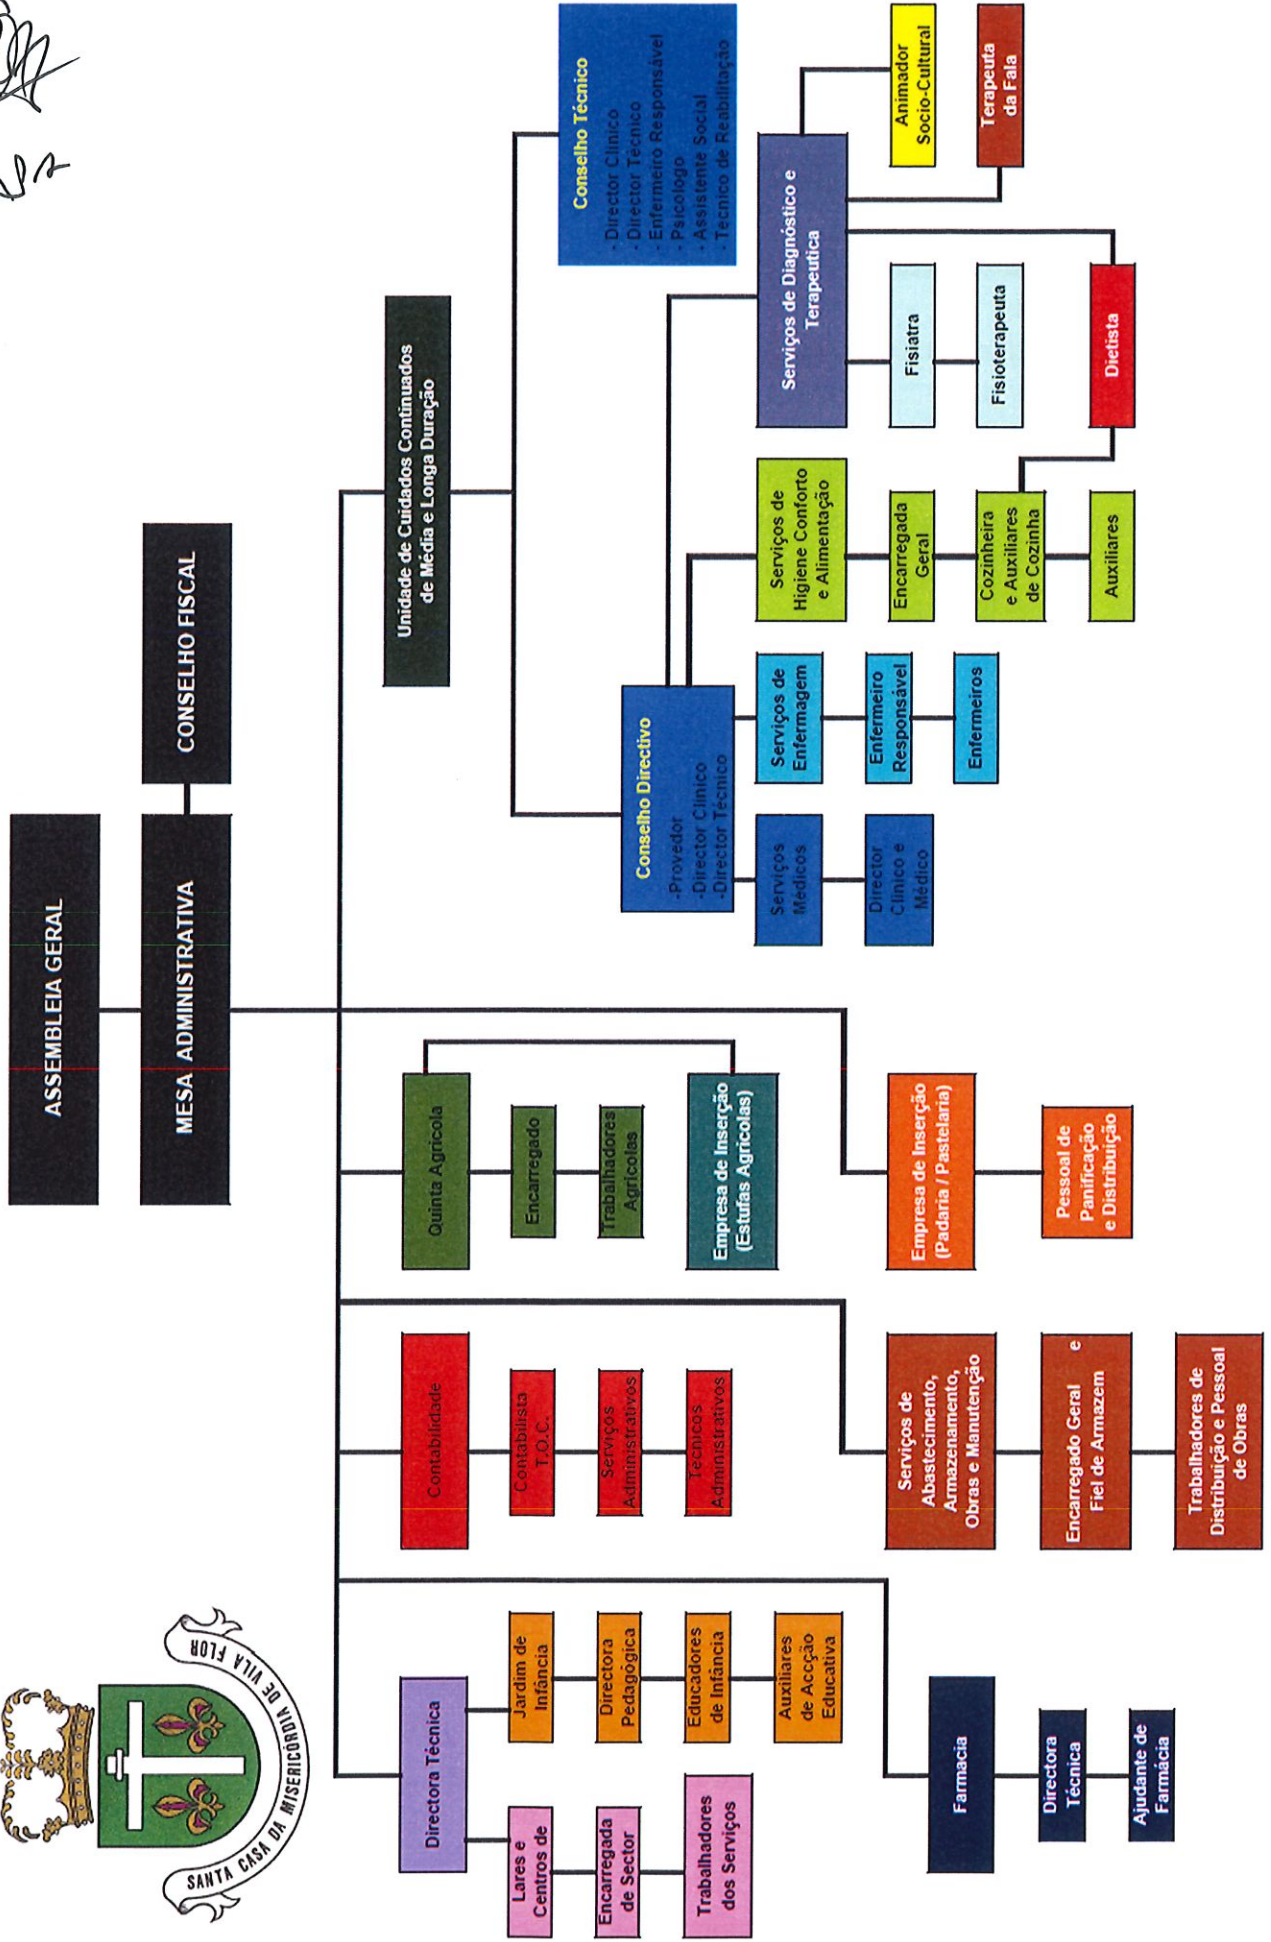 SANTA CASA DA MISERICÓRDIA DE VILA FLOR
ASSEMBLEIA GERAL
MESA ADMINISTRATIVA
CONSELHO FISCAL
Directora Técnica
Lares e
Centros de
Encarregada
de Sector
Trabalhadores
dos Serviços
Jardim de
Infância
Directora
Pedagógica
Educadores
de Infância
Auxiliares
de Accção
Educativa
Farmacia
Directora
Técnica
Ajudante de
Farmácia
Contabilidade
Contabilista
T.O.C.
Serviços
Administrativos
Técnicos
Administrativos
Serviços de
Abastecimento,
Armazenamento,
Obras e Manutenção
Encarregado Geral e
Fiel de Armazem
Trabalhadores de
Distribuição e Pessoal
de Obras
Quinta Agricola
Encarregado
Trabalhadores
Agricolas
Empresa de Inserção
(Estufas Agricolas)
Empresa de Inserção
(Padaria / Pastelaria)
Pessoal de
Panificação
e Distribuição
Unidade de Cuidados Continuados
de Média e Longa Duração
Conselho Directivo
-Provedor
-Director Clínico
-Director Técnico
Serviços
Médicos
Director
Clínico e
Médico
Serviços de
Enfermagem
Enfermeiro
Responsável
Enfermeiros
Serviços de
Higiene Conforto
e Alimentação
Encarregada
Geral
Cozinheira
e Auxiliares
de Cozinha
Auxiliares
Conselho Técnico
- Director Clínico
- Director Técnico
- Enfermeiro Responsável
- Psicologo
- Assistente Social
- Tecnico de Reabilitação
Serviços de Diagnóstico e
Terapeutica
Fisiatra
Fisioterapeuta
Dietista
Animador
Socio-Cultural
Terapeuta
da Fala